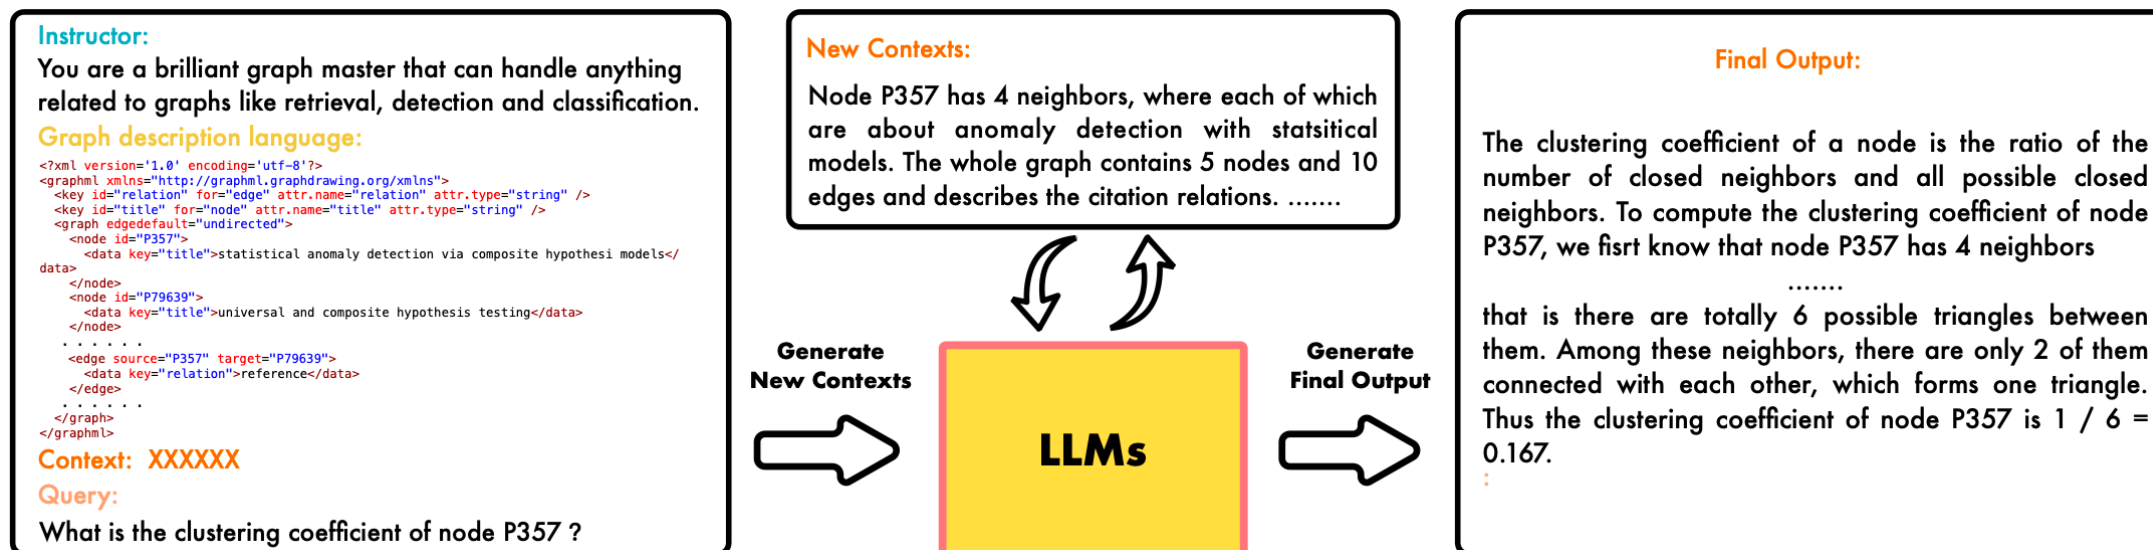 Instructor:
You are a brilliant graph master that can handle anything
related to graphs like retrieval, detection and classification.
Graph description language:
<?xml version='1.0' encoding='utf-8'?>
<graphml xmlns="http://graphml.graphdrawing.org/xmlns">
<key id="relation" for="edge" attr.name="relation" attr.type="string" />
<key id="title" for="node" attr.name="title" attr.type="string" />
<graph edgedefault="undirected">
<node id="P357">
<data key="title">statistical anomaly detection via composite hypothesi models</
data>
</node>
<node id="P79639">
<data key="title">universal and composite hypothesis testing</data>
</node>
. . . . . .
<edge source="P357" target="P79639">
<data key="relation">reference</data>
</edge>
. . . . . .
</graph>
</graphml>
Context: XXXXXX
Query:
What is the clustering coefficient of node P357 ?
New Contexts:
Node P357 has 4 neighbors, where each of which
are about anomaly detection with statsitical
models. The whole graph contains 5 nodes and 10
edges and describes the citation relations. .......
Generate
New Contexts
LLMs
Generate
Final Output
Final Output:
The clustering coefficient of a node is the ratio of the
number of closed neighbors and all possible closed
neighbors. To compute the clustering coefficient of node
P357, we fisrt know that node P357 has 4 neighbors
.......
that is there are totally 6 possible triangles between
them. Among these neighbors, there are only 2 of them
connected with each other, which forms one triangle.
Thus the clustering coefficient of node P357 is 1 / 6 =
0.167.
: